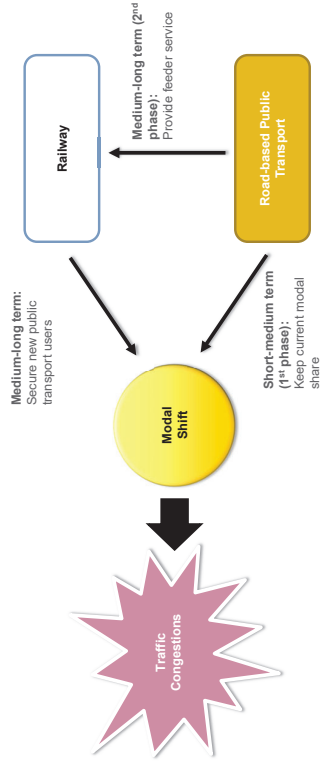 Traffic
Congestions
Modal
Shift
Medium-long term:
Secure new public
transport users
Railway
Medium-long term (2nd
phase):
Provide feeder service
Short-medium term
(1st phase):
Keep current modal
share
Road-based Public
Transport